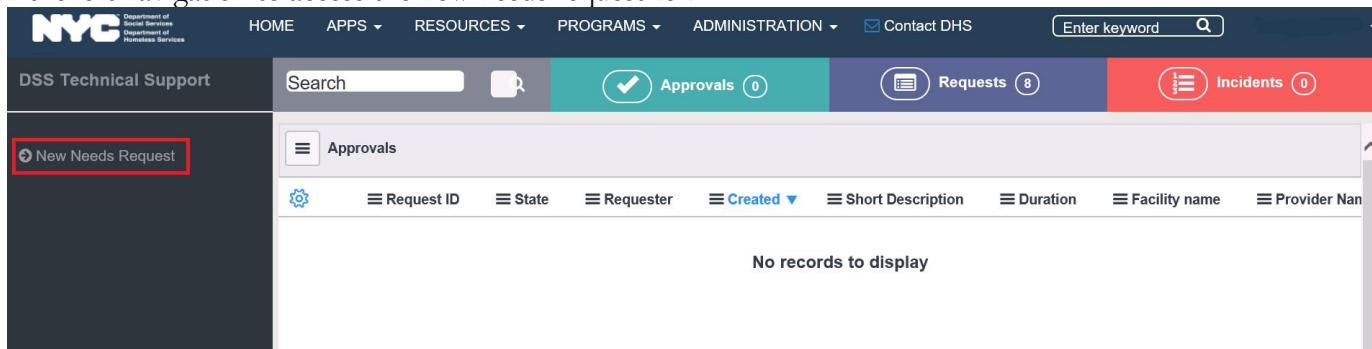 NYC Department of Social Services Department of Homeless Services
HOME APPS RESOURCES PROGRAMS ADMINISTRATION Contact DHS Enter keyword
DSS Technical Support Search Approvals 0 Requests 8 Incidents 0
New Needs Request
Approvals
Request ID State Requester Created Short Description Duration Facility name Provider
No records to display